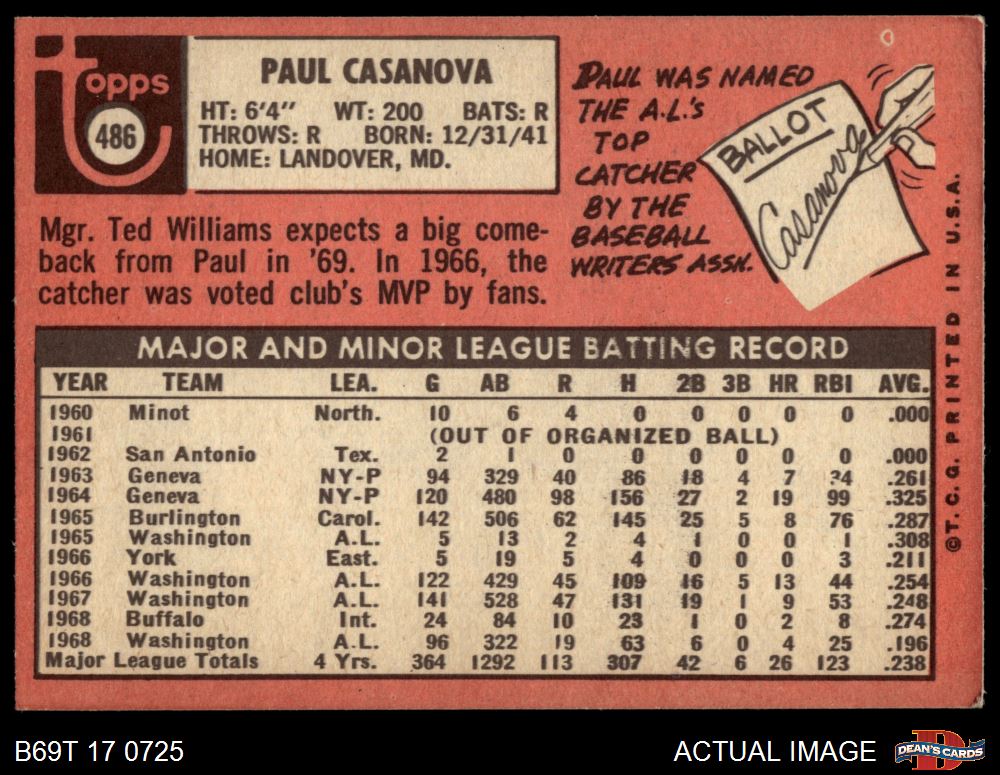 topps
486
PAUL CASANOVA
HT: 6'4" WT: 200 BATS: R
THROWS: R BORN: 12/31/41
HOME: LANDOVER, MD.
PAUL WAS NAMED
THE A.L.'s
TOP
CATCHER
BY THE
BASEBALL
WRITERS ASSN.
BALLOT
Casanova
Mgr. Ted Williams expects a big come-
back from Paul in '69. In 1966, the
catcher was voted club's MVP by fans.
MAJOR AND MINOR LEAGUE BATTING RECORD
YEAR TEAM LEA. G AB R H 2B 3B HR RBI AVG.
1960 Minot North. 10 6 4 0 0 0 0 0 .000
1961 (OUT OF ORGANIZED BALL)
1962 San Antonio Tex. 2 1 0 0 0 0 0 0 .000
1963 Geneva NY-P 94 329 40 86 18 4 7 34 .261
1964 Geneva NY-P 120 480 98 156 27 2 19 99 .325
1965 Burlington Carol. 142 506 62 145 25 5 8 76 .287
1965 Washington A.L. 5 13 2 4 1 0 0 1 .308
1966 York East. 5 19 5 4 0 0 0 3 .211
1966 Washington A.L. 122 429 45 109 16 5 13 44 .254
1967 Washington A.L. 141 528 47 131 19 1 9 53 .248
1968 Buffalo Int. 24 84 10 23 1 0 2 8 .274
1968 Washington A.L. 96 322 19 63 6 0 4 25 .196
Major League Totals 4 Yrs. 364 1292 113 307 42 6 26 123 .238
©T.C.G. PRINTED IN U.S.A.
B69T 17 0725
ACTUAL IMAGE
DEAN'S CARDS